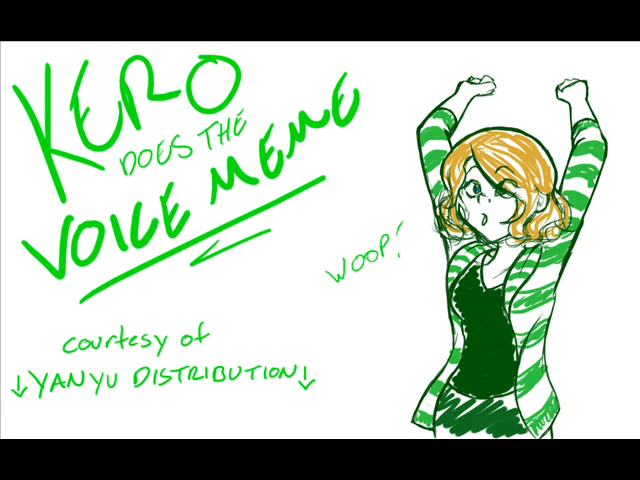 KERO
DOES THE
VOICE MEME
WOOP!
courtesy of
↓YANYU DISTRIBUTION↓